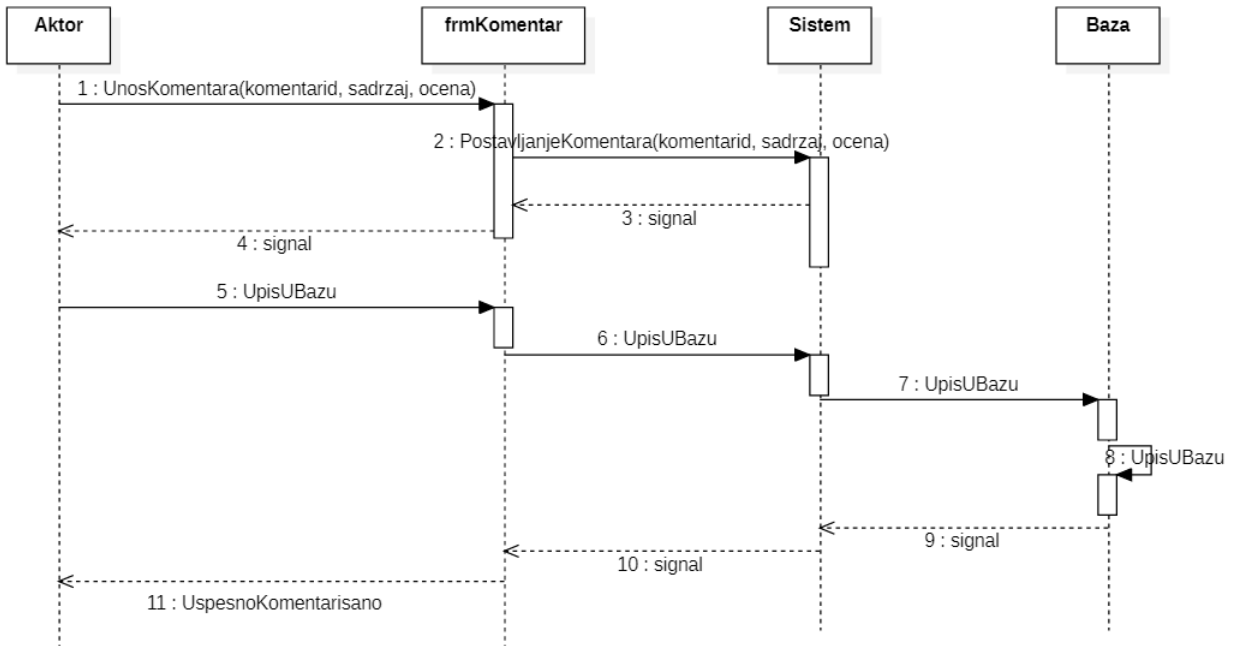 Aktor
frmKomentar
Sistem
Baza
1 : UnosKomentara(komentarid, sadrzaj, ocena)
2 : PostavljanjeKomentara(komentarid, sadrzaj, ocena)
3 : signal
4 : signal
5 : UpisUBazu
6 : UpisUBazu
7 : UpisUBazu
8 : UpisUBazu
9 : signal
10 : signal
11 : UspesnoKomentarisano